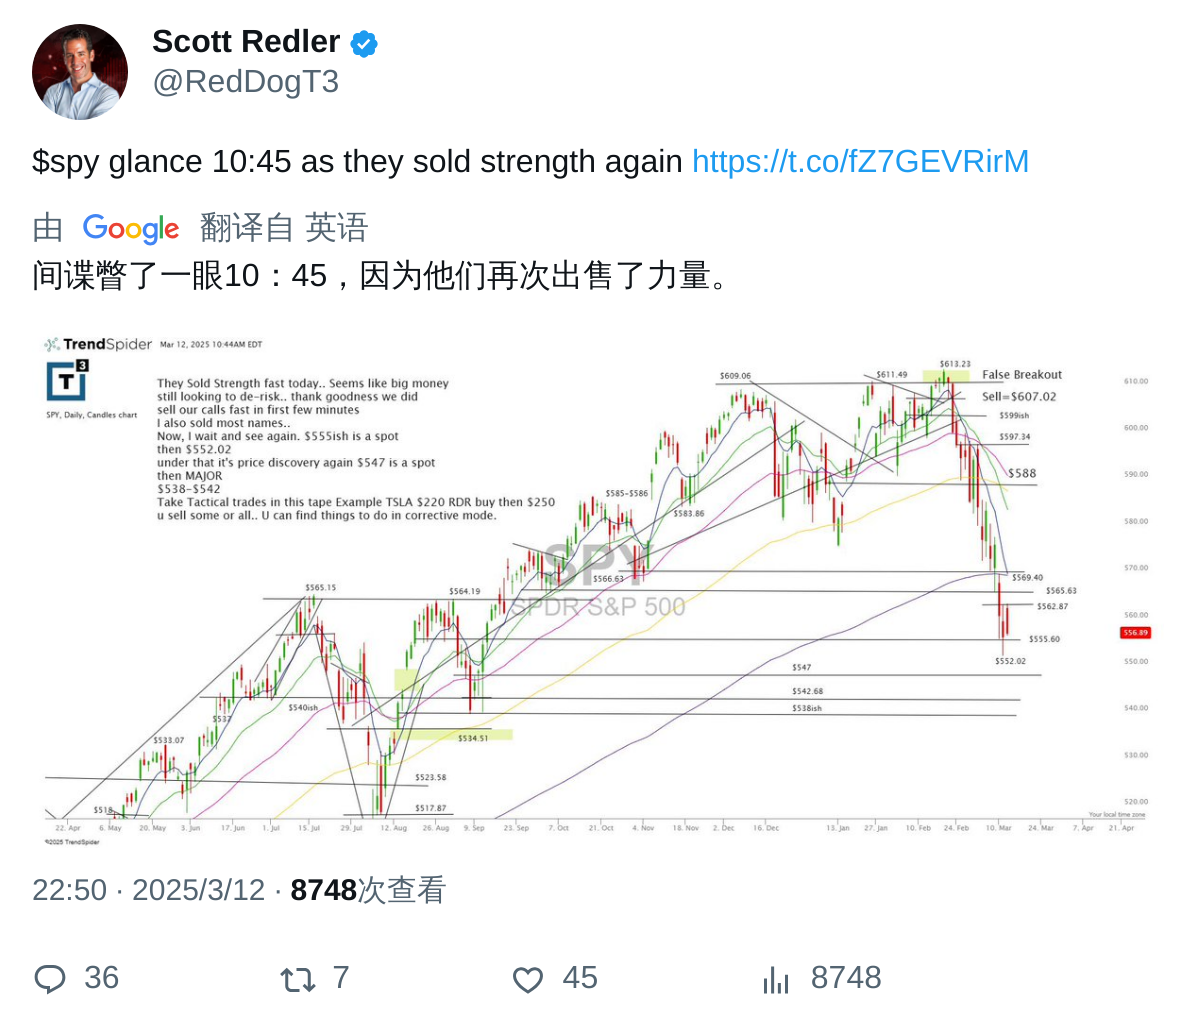 Scott Redler
@RedDogT3
$spy glance 10:45 as they sold strength again https://t.co/fZ7GEVRirM
由 Google 翻译自 英语
间谍瞥了一眼10：45，因为他们再次出售了力量。
TrendSpider Mar 12, 2025 10:44AM EDT
T3
SPY, Daily, Candles chart
They Sold Strength fast today.. Seems like big money
still looking to de-risk.. thank goodness we did
sell our calls fast in first few minutes
I also sold most names..
Now, I wait and see again. $555ish is a spot
then $552.02
under that it's price discovery again $547 is a spot
then MAJOR
$538-$542
Take Tactical trades in this tape Example TSLA $220 RDR buy then $250
u sell some or all.. U can find things to do in corrective mode.
$613.23
$609.06
$611.49
False Breakout
Sell=$607.02
$599ish
$597.34
$588
$585-$586
$583.86
SPY
SPDR S&P 500
$566.63
$569.40
$565.63
$562.87
$565.15
$564.19
$555.60
$552.02
$547
$542.68
$538ish
$540ish
$537
$533.07
$534.51
$523.58
$517.87
$518
610.00
600.00
590.00
580.00
570.00
560.00
556.89
550.00
540.00
530.00
520.00
Your local time zone
22. Apr 6. May 20. May 3. Jun 17. Jun 1. Jul 15. Jul 29. Jul 12. Aug 26. Aug 9. Sep 23. Sep 7. Oct 21. Oct 4. Nov 18. Nov 2. Dec 16. Dec 13. Jan 27. Jan 10. Feb 24. Feb 10. Mar 24. Mar 7. Apr 21. Apr
©2025 TrendSpider
22:50 · 2025/3/12 · 8748次查看
36 7 45 8748